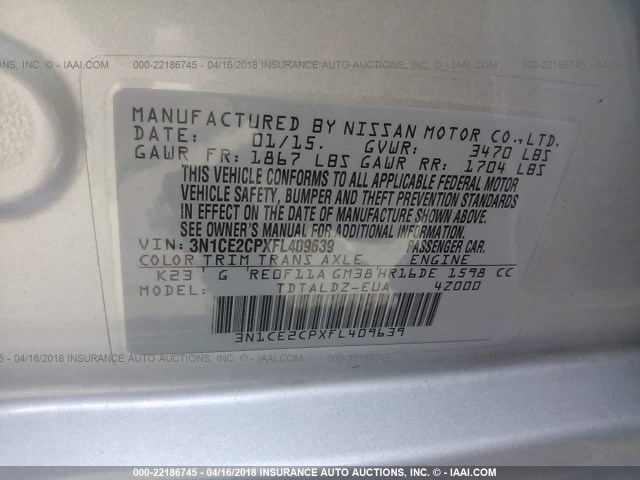 000-22186745 - 04/16/2018 - INSURANCE AUTO AUCTIONS, INC. - © IAAI.COM
MANUFACTURED BY NISSAN MOTOR CO.,LTD.
DATE: 01/15. GVWR: 3470 LBS
GAWR FR: 1867 LBS GAWR RR: 1704 LBS
THIS VEHICLE CONFORMS TO ALL APPLICABLE FEDERAL MOTOR
VEHICLE SAFETY, BUMPER AND THEFT PREVENTION STANDARDS
IN EFFECT ON THE DATE OF MANUFACTURE SHOWN ABOVE.
SEE OWNER'S MANUAL FOR ADDITIONAL INFORMATION.
VIN: 3N1CE2CPXFL409639 PASSENGER CAR.
COLOR TRIM TRANS AXLE ENGINE
K23 ' G 'RE0F11A GM38'HR16DE 1598 CC
MODEL: TDTALDZ-EUA 4Z000
3N1CE2CPXFL409639
000-22186745 - 04/16/2018 - INSURANCE AUTO AUCTIONS, INC. - © IAAI.COM
000-22186745 - 04/16/2018 - INSURANCE AUTO AUCTIONS, INC. - © IAAI.COM